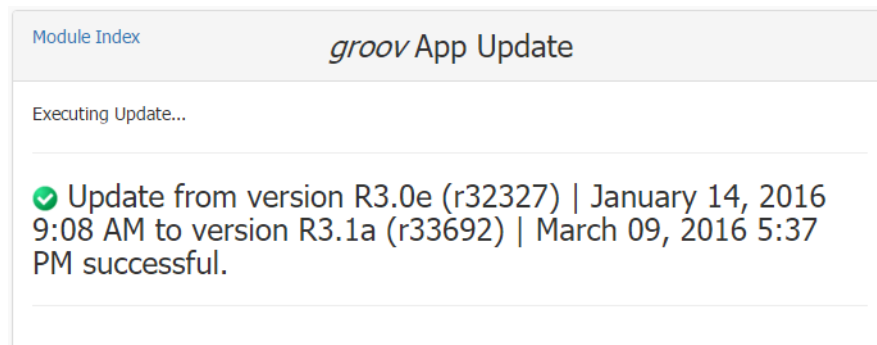 Module Index
groov App Update
Executing Update...
Update from version R3.0e (r32327) | January 14, 2016
9:08 AM to version R3.1a (r33692) | March 09, 2016 5:37
PM successful.